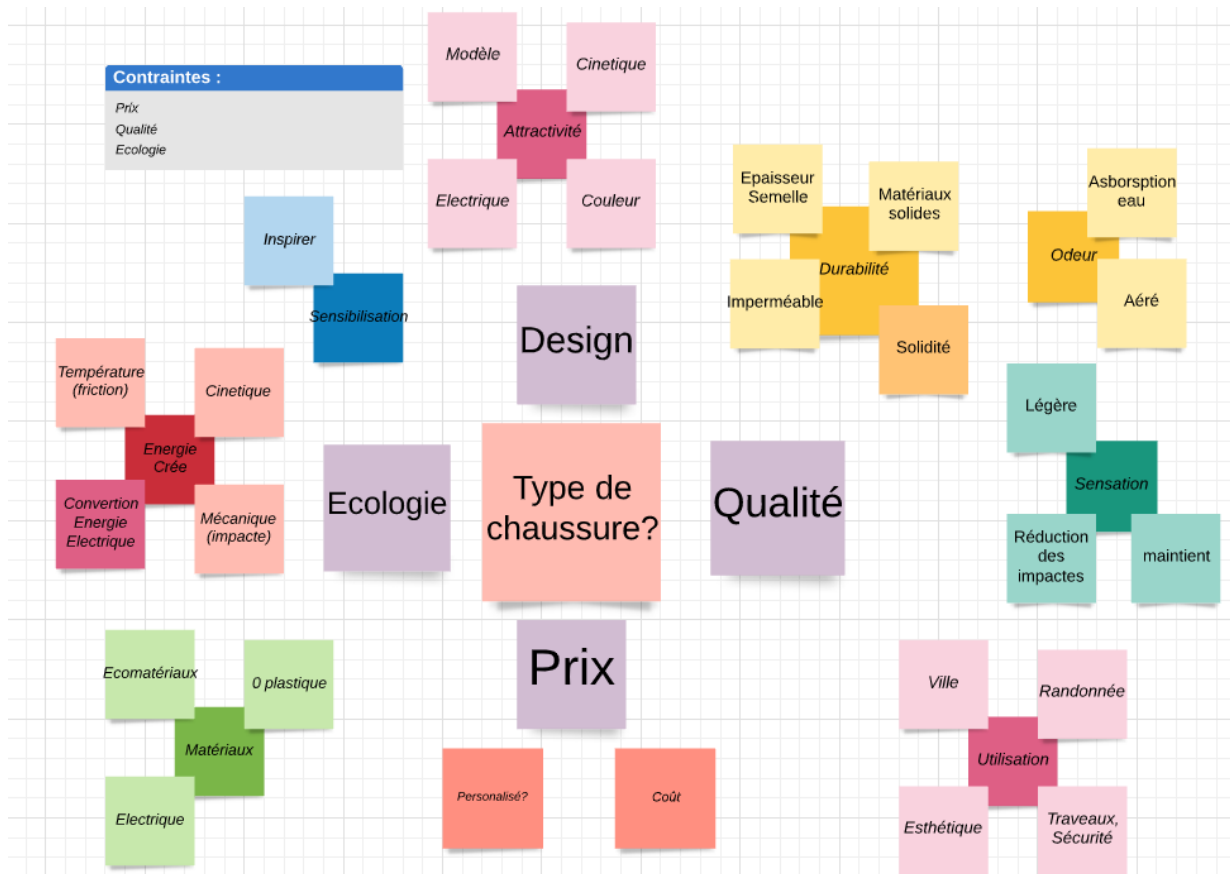 Contraintes :
Prix
Qualité
Ecologie
Modèle
Cinetique
Attractivité
Electrique
Couleur
Inspirer
Sensibilisation
Epaisseur
Semelle
Matériaux
solides
Durabilité
Imperméable
Solidité
Asborsption
eau
Odeur
Aéré
Design
Température
(friction)
Cinetique
Energie
Crée
Convertion
Energie
Electrique
Mécanique
(impacte)
Ecologie
Type de
chaussure?
Qualité
Légère
Sensation
Réduction
des
impactes
maintient
Prix
Ecomatériaux
0 plastique
Matériaux
Electrique
Personalisé?
Coût
Ville
Randonnée
Utilisation
Esthétique
Traveaux,
Sécurité